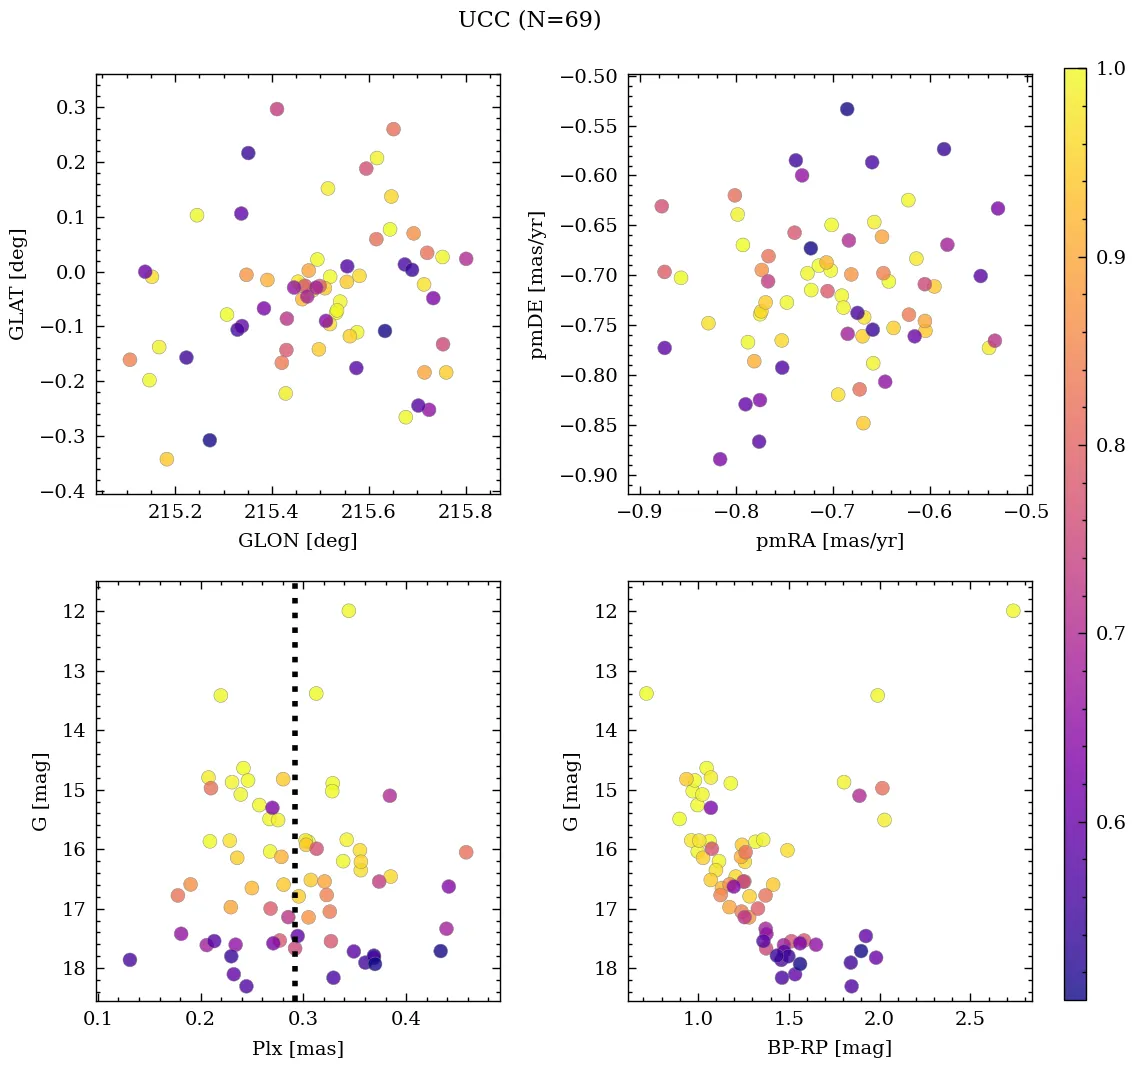 UCC (N=69)
0.3
0.2
0.1
0.0
−0.1
−0.2
−0.3
−0.4
GLAT [deg]
215.2 215.4 215.6 215.8
GLON [deg]
−0.50
−0.55
−0.60
−0.65
−0.70
−0.75
−0.80
−0.85
−0.90
pmDE [mas/yr]
−0.9 −0.8 −0.7 −0.6 −0.5
pmRA [mas/yr]
12
13
14
15
16
17
18
G [mag]
0.1 0.2 0.3 0.4
Plx [mas]
12
13
14
15
16
17
18
G [mag]
1.0 1.5 2.0 2.5
BP-RP [mag]
1.0
0.9
0.8
0.7
0.6